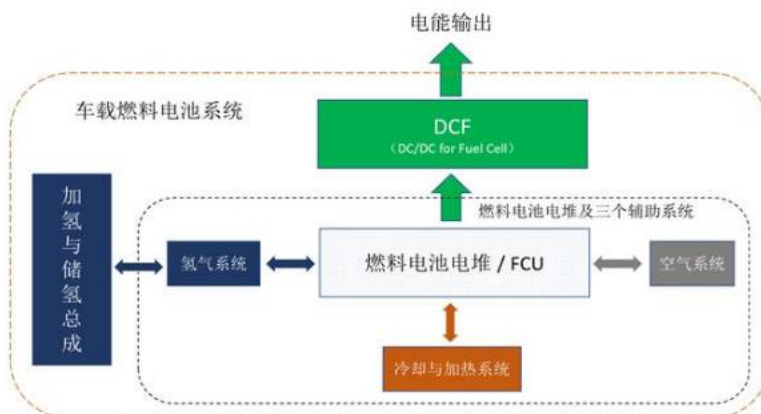 电能输出
车载燃料电池系统
DCF
（DC/DC for Fuel Cell）
燃料电池电堆及三个辅助系统
加氢与储氢总成
氢气系统
燃料电池电堆 / FCU
空气系统
冷却与加热系统